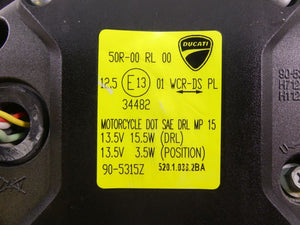 DUCATI
50R-00 RL 00
12.5 E13 01 WCR-DS PL
34482
MOTORCYCLE DOT SAE DRL MP 15
13.5V 15.5W (DRL)
13.5V 3.5W (POSITION)
90-5315Z 520.1.033.2BA